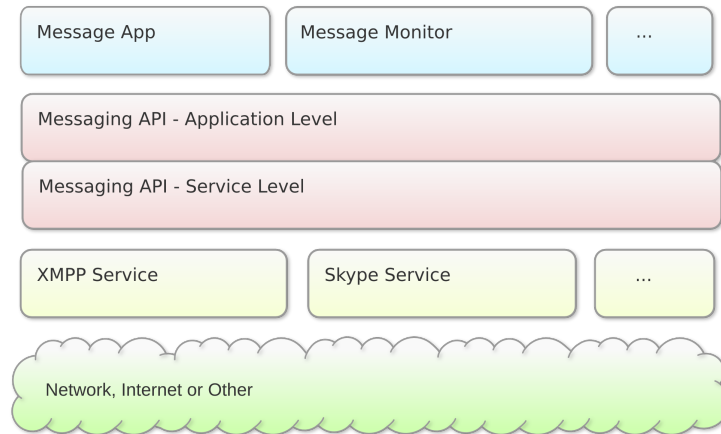 Message App
Message Monitor
...
Messaging API - Application Level
Messaging API - Service Level
XMPP Service
Skype Service
...
Network, Internet or Other